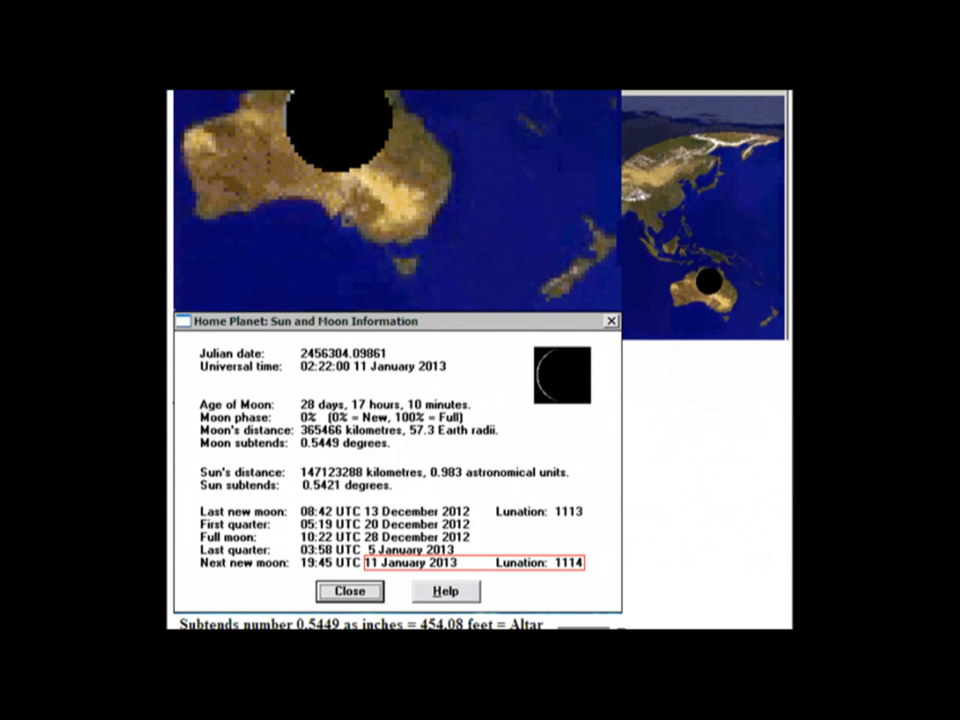 Home Planet: Sun and Moon Information
Julian date: 2456304.09861
Universal time: 02:22:00 11 January 2013
Age of Moon: 28 days, 17 hours, 10 minutes.
Moon phase: 0% (0% = New, 100% = Full)
Moon's distance: 365466 kilometres, 57.3 Earth radii.
Moon subtends: 0.5449 degrees.
Sun's distance: 147123288 kilometres, 0.983 astronomical units.
Sun subtends: 0.5421 degrees.
Last new moon: 08:42 UTC 13 December 2012 Lunation: 1113
First quarter: 05:19 UTC 20 December 2012
Full moon: 10:22 UTC 28 December 2012
Last quarter: 03:58 UTC 5 January 2013
Next new moon: 19:45 UTC 11 January 2013 Lunation: 1114
Close Help
Subtends number 0.5449 as inches = 454.08 feet = Altar